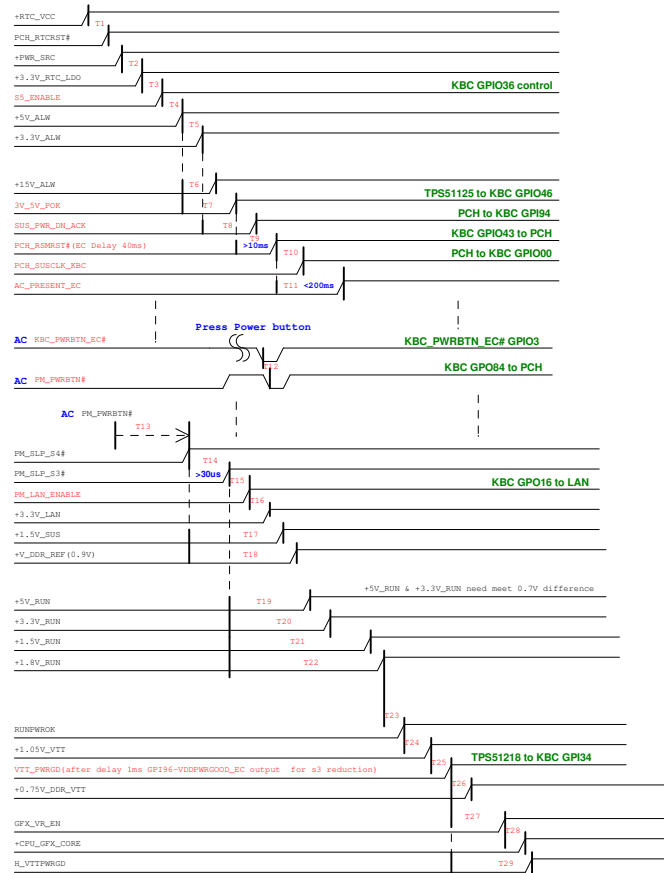 +RTC_VCC
T1
PCH_RTCRST#
+PWR_SRC
T2
+3.3V_RTC_LDO
T3
KBC GPIO36 control
S5_ENABLE
T4
+5V_ALW
T5
+3.3V_ALW
+15V_ALW
T6
TPS51125 to KBC GPIO46
3V_5V_POK
T7
PCH to KBC GPI94
SUS_PWR_DN_ACK
T8
T9
KBC GPIO43 to PCH
PCH_RSMRST#(EC Delay 40ms)
>10ms
T10
PCH to KBC GPIO00
PCH_SUSCLK_KBC
AC_PRESENT_EC
T11 <200ms
Press Power button
AC KBC_PWRBTN_EC#
KBC_PWRBTN_EC# GPIO3
T12
KBC GPO84 to PCH
AC PM_PWRBTN#
AC PM_PWRBTN#
T13
PM_SLP_S4#
T14
PM_SLP_S3#
>30us
T15
KBC GPO16 to LAN
PM_LAN_ENABLE
T16
+3.3V_LAN
+1.5V_SUS
T17
+V_DDR_REF(0.9V)
T18
+5V_RUN & +3.3V_RUN need meet 0.7V difference
+5V_RUN
T19
+3.3V_RUN
T20
+1.5V_RUN
T21
+1.8V_RUN
T22
T23
RUNPWROK
T24
+1.05V_VTT
T25
TPS51218 to KBC GPI34
VTT_PWRGD(after delay 1ms GPI96-VDDPWRGOOD_EC output for s3 reduction)
T26
+0.75V_DDR_VTT
T27
GFX_VR_EN
T28
+CPU_GFX_CORE
H_VTTPWRGD
T29